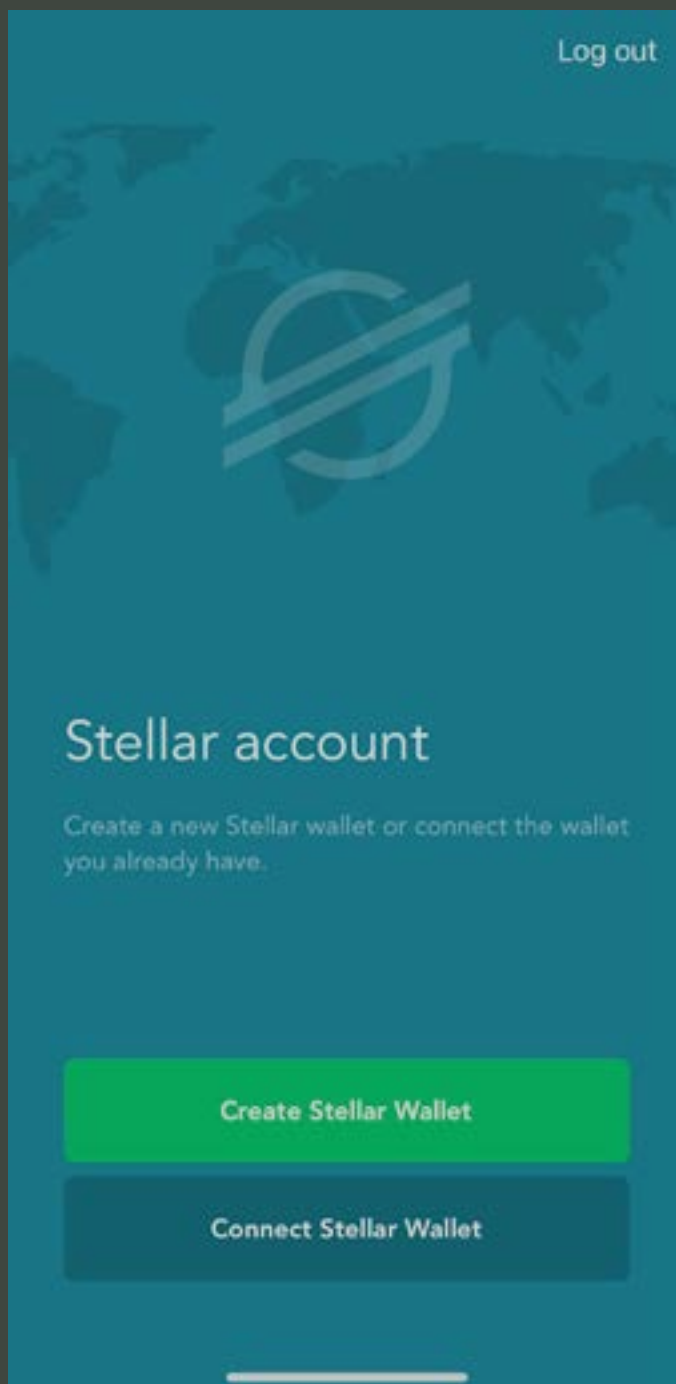 Log out
Stellar account
Create a new Stellar wallet or connect the wallet
you already have.
Create Stellar Wallet
Connect Stellar Wallet